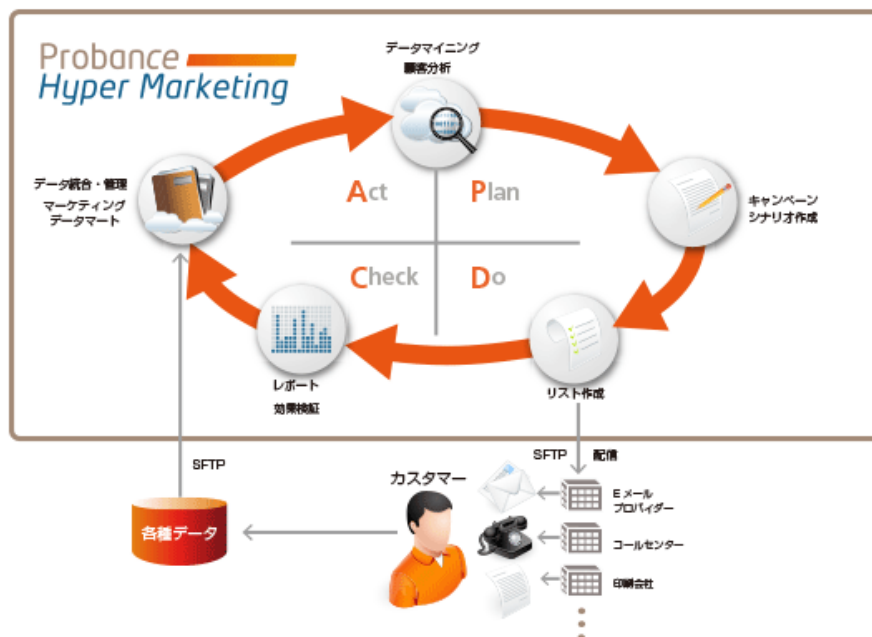 Probance
Hyper Marketing
データマイニング
顧客分析
データ統合・管理
マーケティング
データマート
Act
Plan
キャンペーン
シナリオ作成
Check
Do
レポート
効果検証
リスト作成
SFTP
カスタマー
SFTP
配信
各種データ
Eメール
プロバイダー
コールセンター
印刷会社